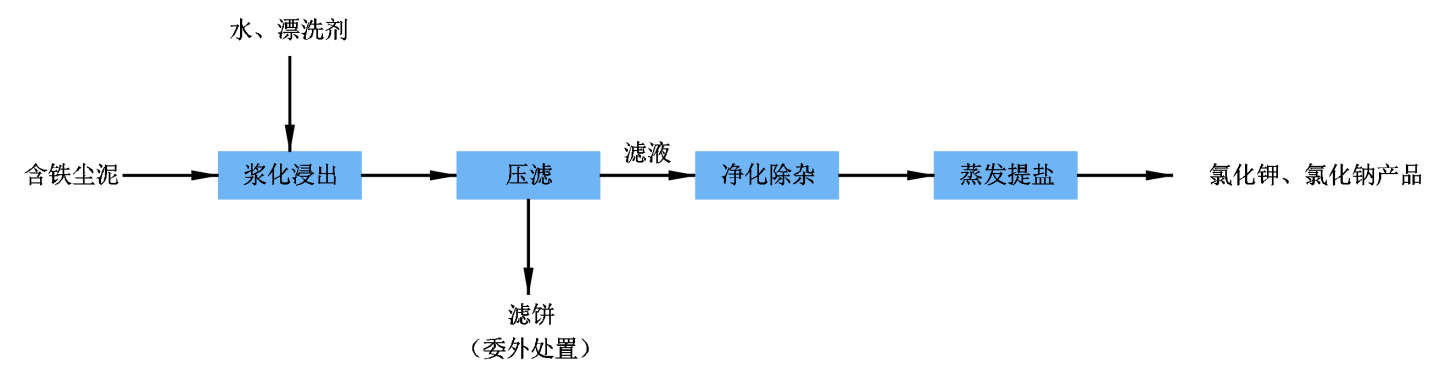 水、漂洗剂
含铁尘泥
浆化浸出
压滤
滤液
净化除杂
蒸发提盐
氯化钾、氯化钠产品
滤饼
（委外处置）